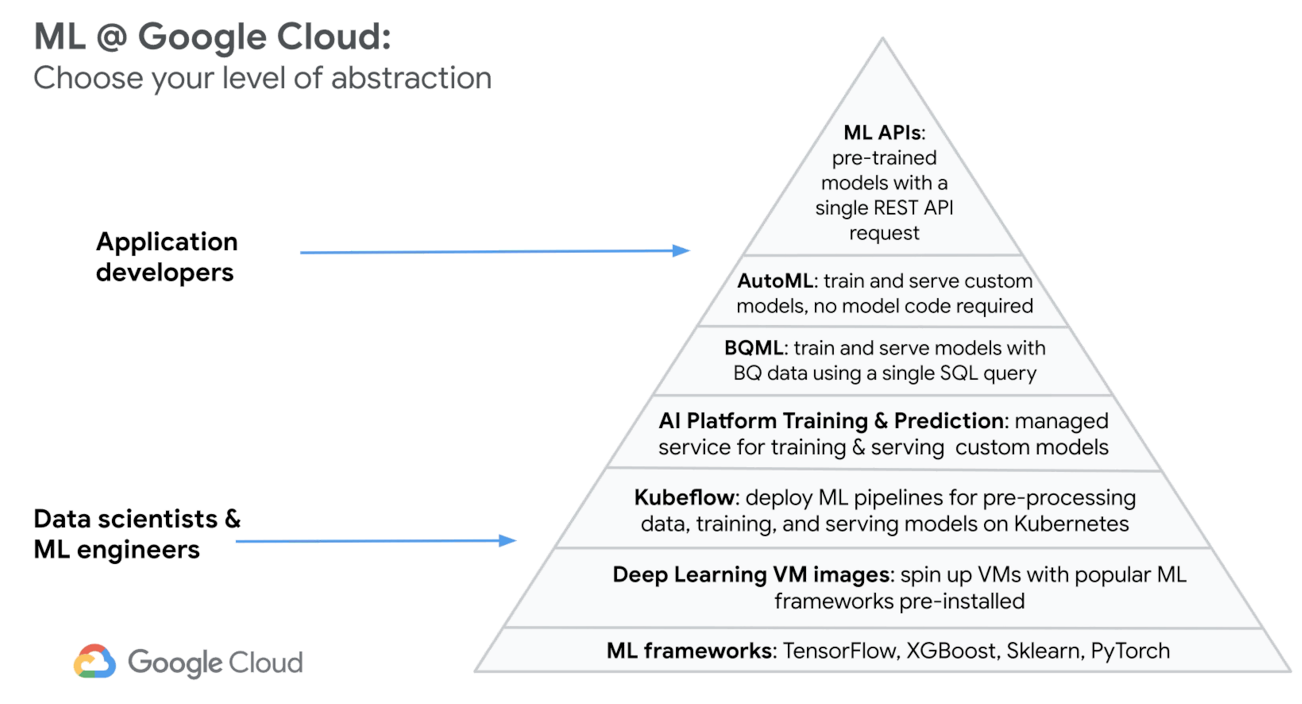 ML @ Google Cloud:
Choose your level of abstraction
ML APIs:
pre-trained
models with a
single REST API
request
Application
developers
AutoML: train and serve custom
models, no model code required
BQML: train and serve models with
BQ data using a single SQL query
AI Platform Training & Prediction: managed
service for training & serving  custom models
Kubeflow: deploy ML pipelines for pre-processing
data, training, and serving models on Kubernetes
Data scientists &
ML engineers
Deep Learning VM images: spin up VMs with popular ML
frameworks pre-installed
ML frameworks: TensorFlow, XGBoost, Sklearn, PyTorch
Google Cloud